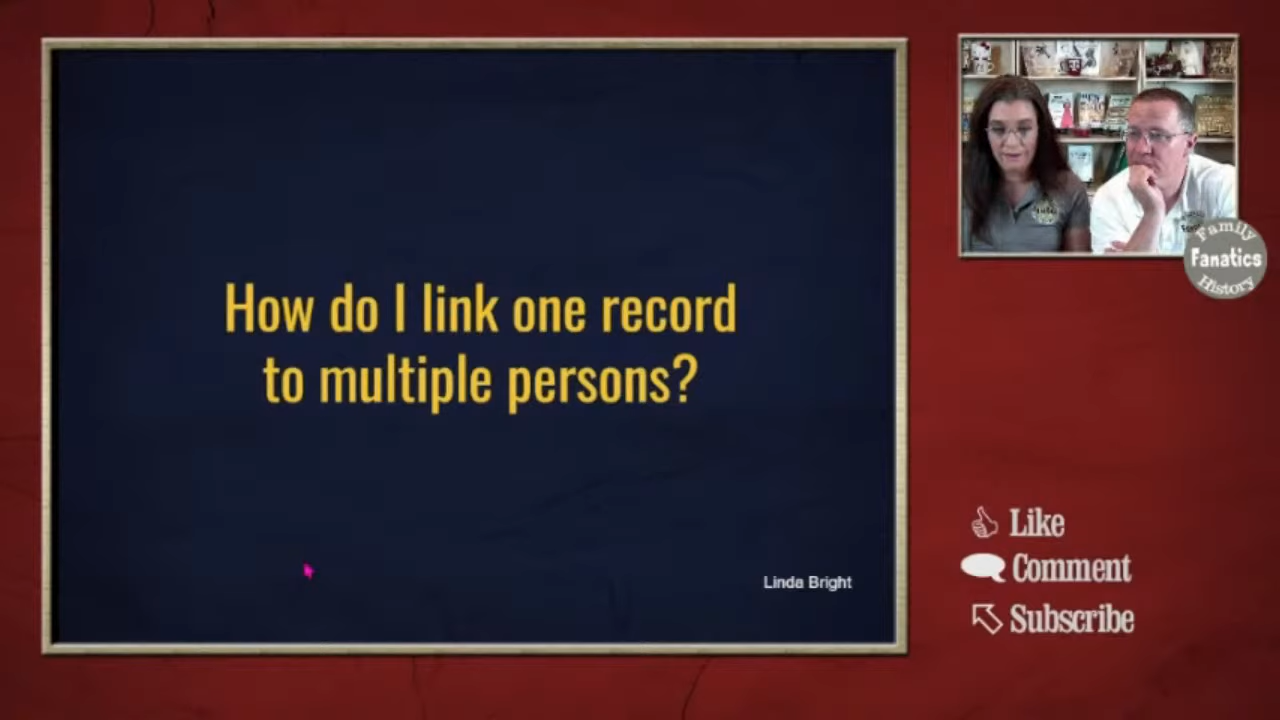 How do I link one record
to multiple persons?
Linda Bright
Family
Fanatics
History
Like
Comment
Subscribe